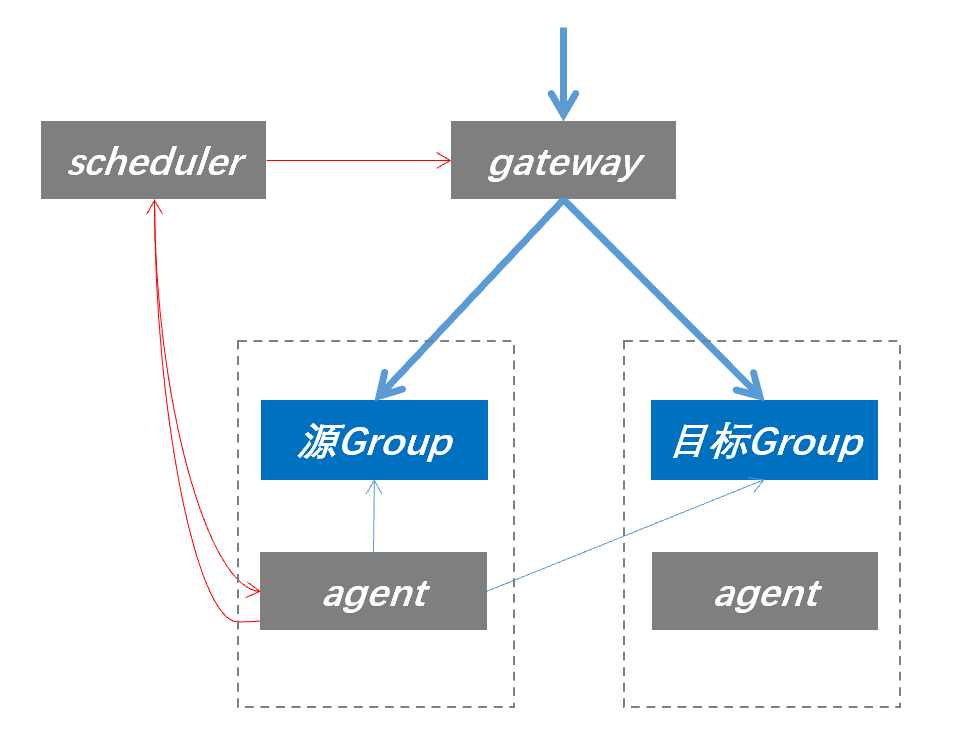 scheduler
gateway
源Group
目标Group
agent
agent